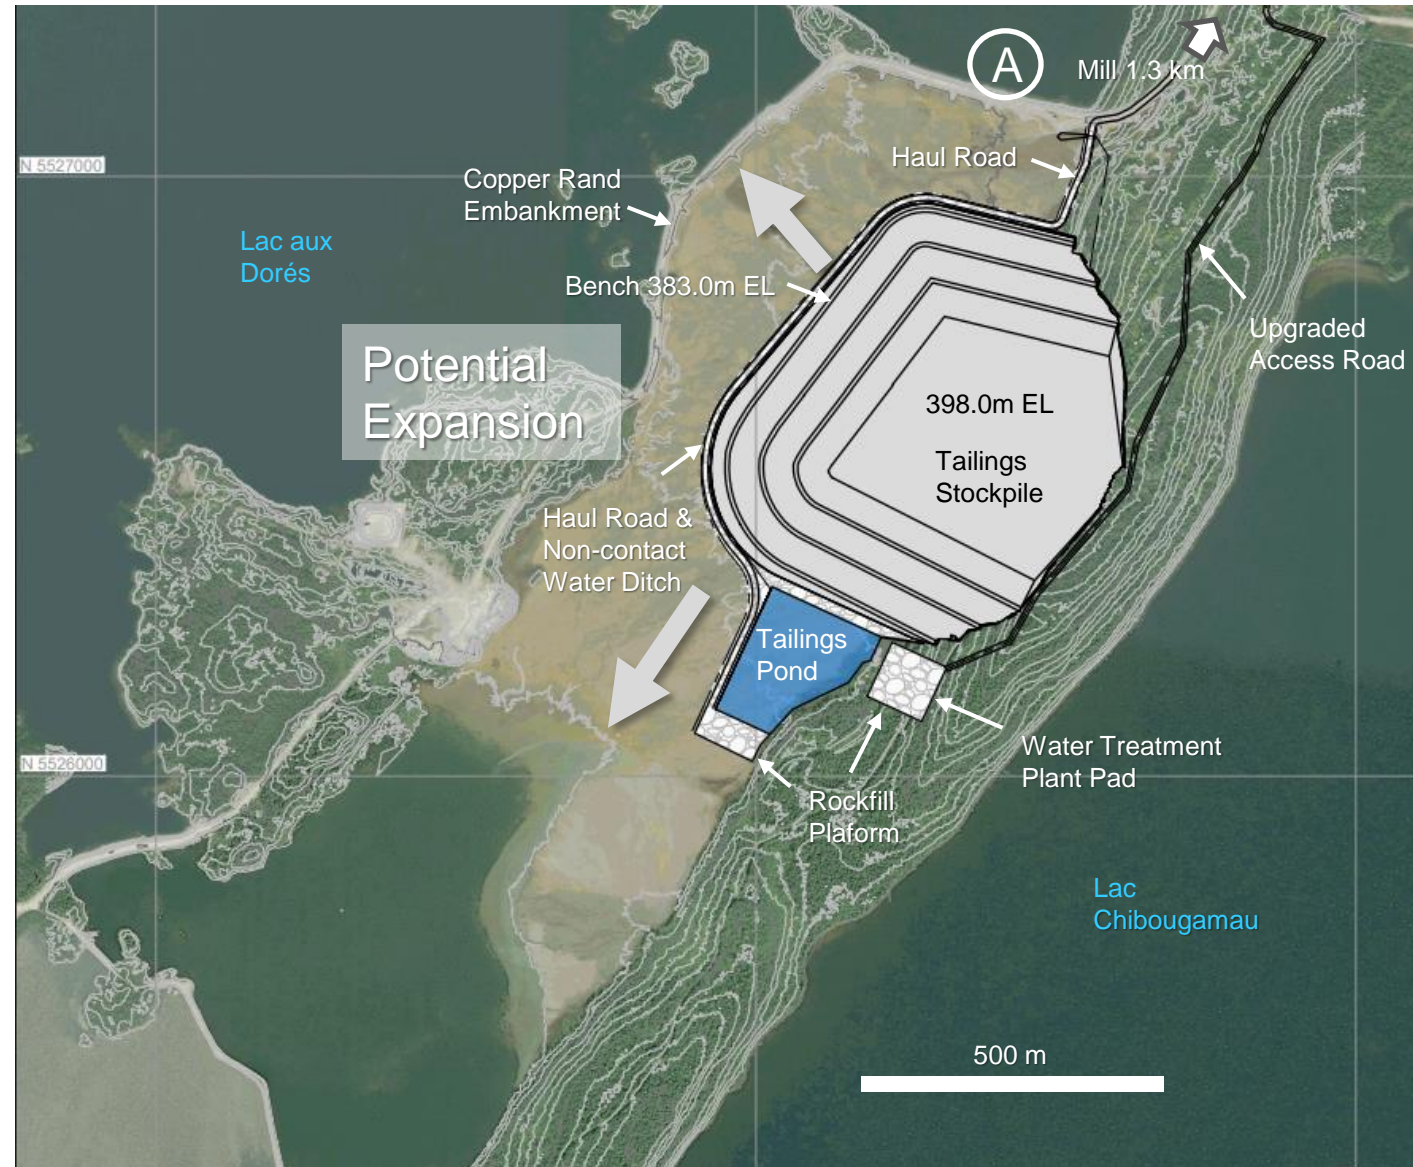 A
Mill 1.3 km
N 5527000
Haul Road
Copper Rand
Embankment
Lac aux
Dorés
Bench 383.0m EL
Upgraded
Access Road
Potential
Expansion
398.0m EL
Tailings
Stockpile
Haul Road &
Non-contact
Water Ditch
Tailings
Pond
N 5526000
Water Treatment
Plant Pad
Rockfill
Plaform
Lac
Chibougamau
500 m